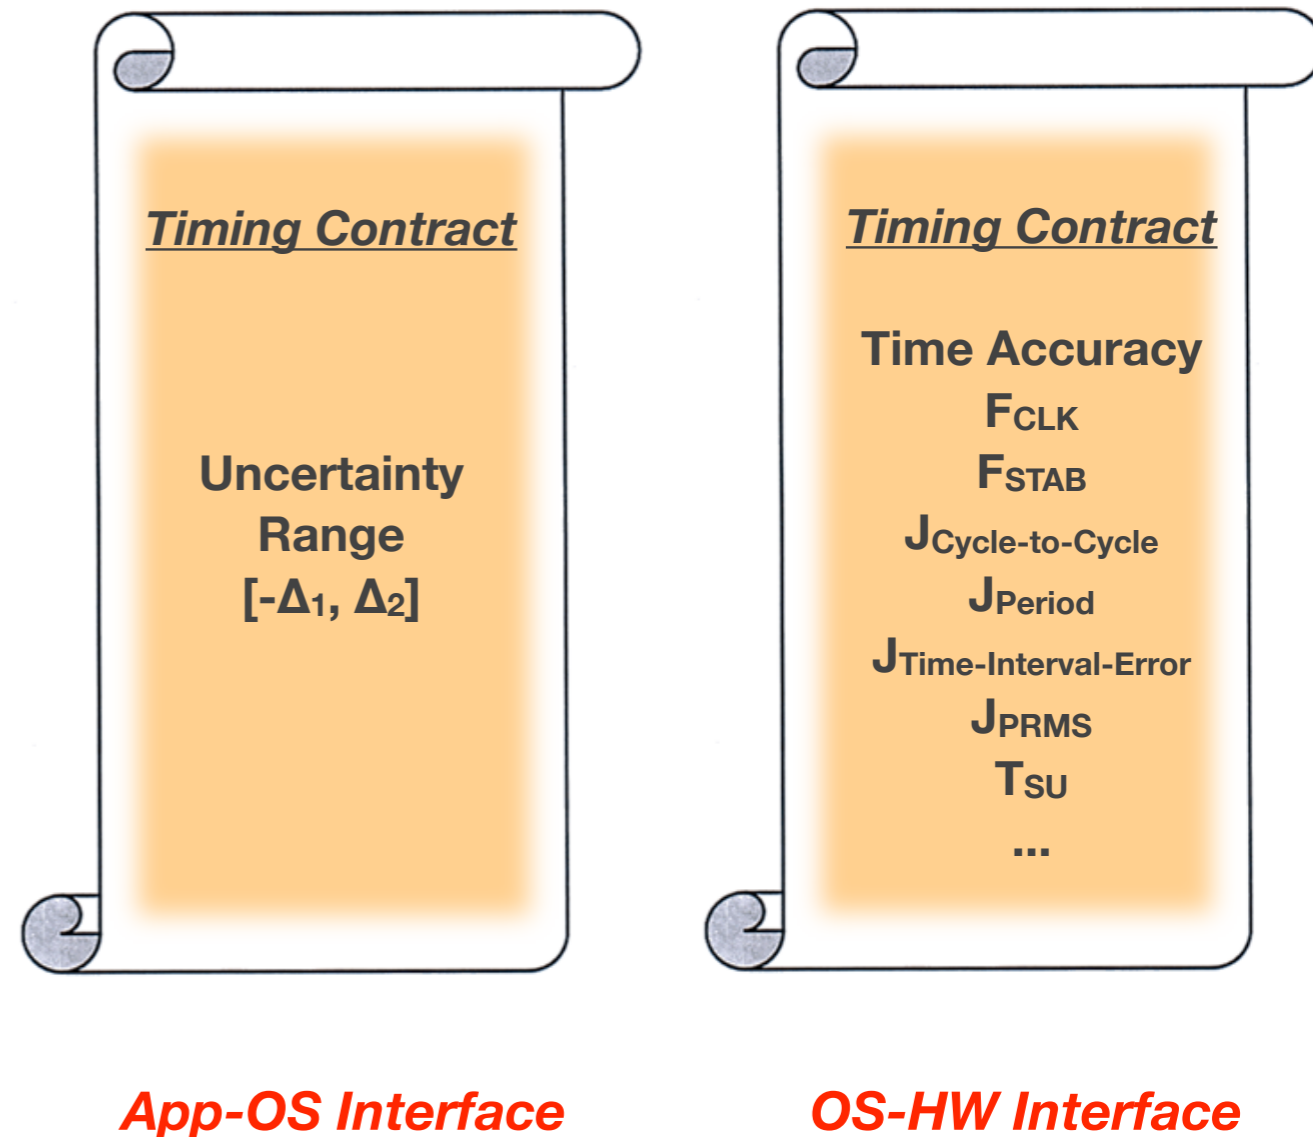 Timing Contract
Uncertainty
Range
[-Δ1, Δ2]
App-OS Interface
Timing Contract
Time Accuracy
FCLK
FSTAB
JCycle-to-Cycle
JPeriod
JTime-Interval-Error
JPRMS
TSU
...
OS-HW Interface